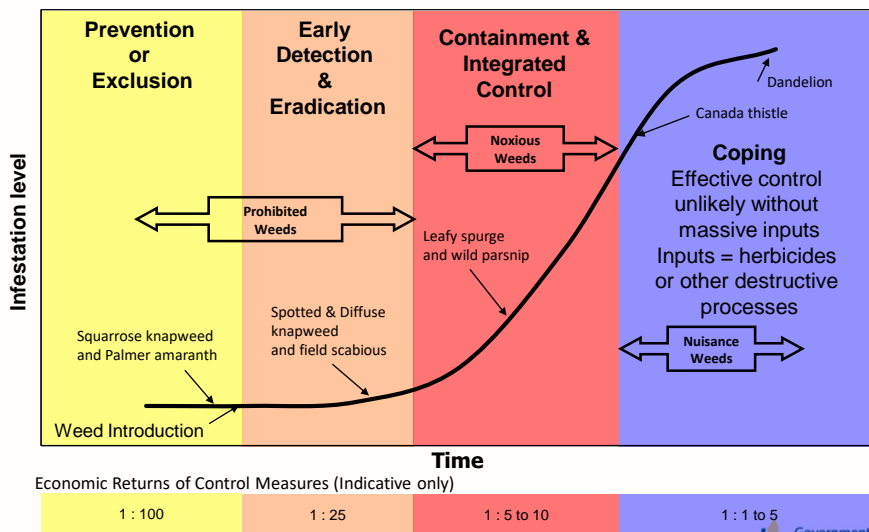 Prevention
or
Exclusion
Early
Detection
&
Eradication
Containment &
Integrated
Control
Dandelion
Canada thistle
Noxious
Weeds
Coping
Effective control
unlikely without
massive inputs
Inputs = herbicides
or other destructive
processes
Prohibited
Weeds
Infestation level
Leafy spurge
and wild parsnip
Spotted & Diffuse
knapweed
and field scabious
Squarrose knapweed
and Palmer amaranth
Nuisance
Weeds
Weed Introduction
Time
Economic Returns of Control Measures (Indicative only)
1 : 100
1 : 25
1 : 5 to 10
1 : 1 to 5
Government